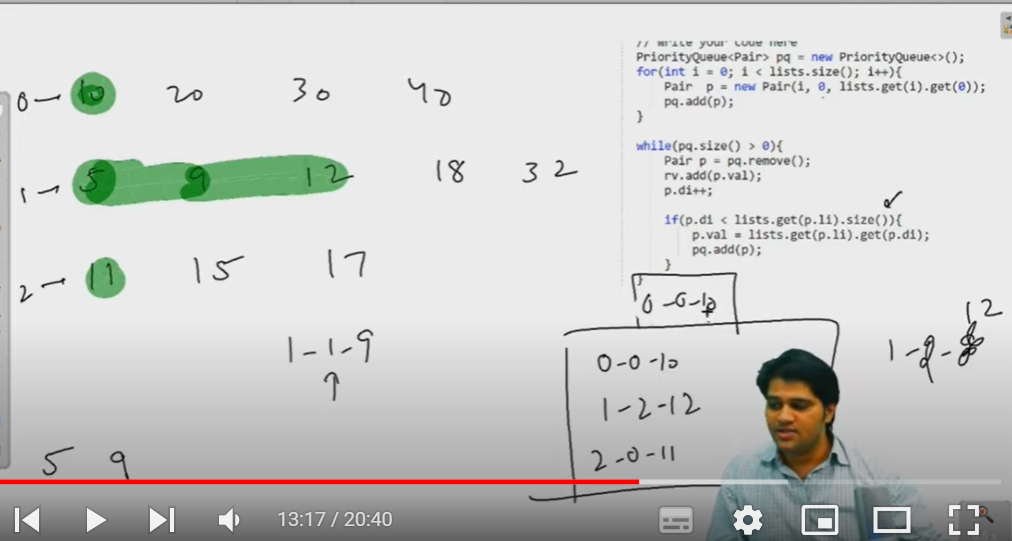 // write your code here
PriorityQueue<Pair> pq = new PriorityQueue<>();
for(int i = 0; i < lists.size(); i++){
Pair p = new Pair(i, 0, lists.get(i).get(0));
pq.add(p);
}
while(pq.size() > 0){
Pair p = pq.remove();
rv.add(p.val);
p.di++;
if(p.di < lists.get(p.li).size()){
p.val = lists.get(p.li).get(p.di);
pq.add(p);
}
}
0 → 10 20 30 40
1 → 5 9 12 18 32
2 → 11 15 17
1-1-9
↑
5 9
0-0-10
0-0-10
1-2-12
2-0-11
12
13:17 / 20:40